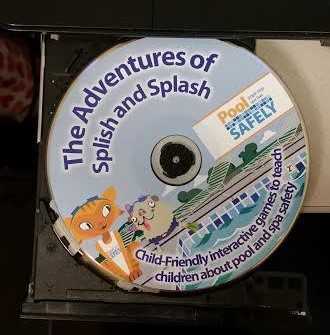 The Adventures of
Splish and Splash
Pool
SAFELY
Child-Friendly interactive games to teach
children about pool and spa safety